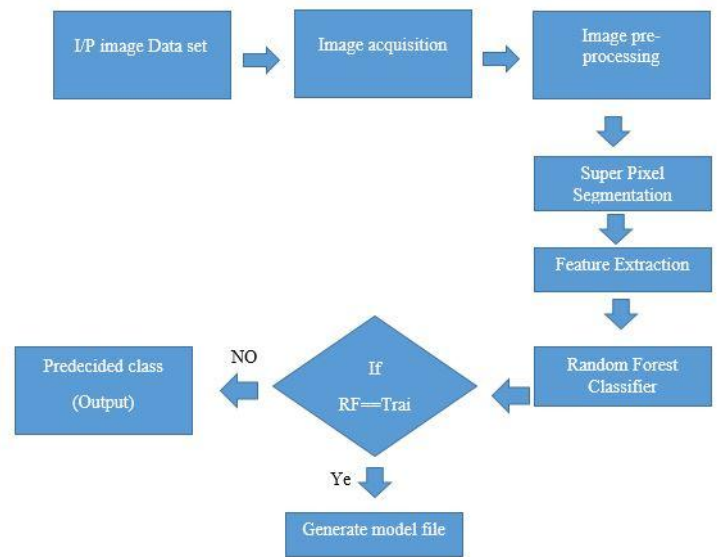 I/P image Data set
Image acquisition
Image pre-
processing
Super Pixel
Segmentation
Feature Extraction
Random Forest
Classifier
If
RF==Trai
NO
Predecided class
(Output)
Ye
Generate model file